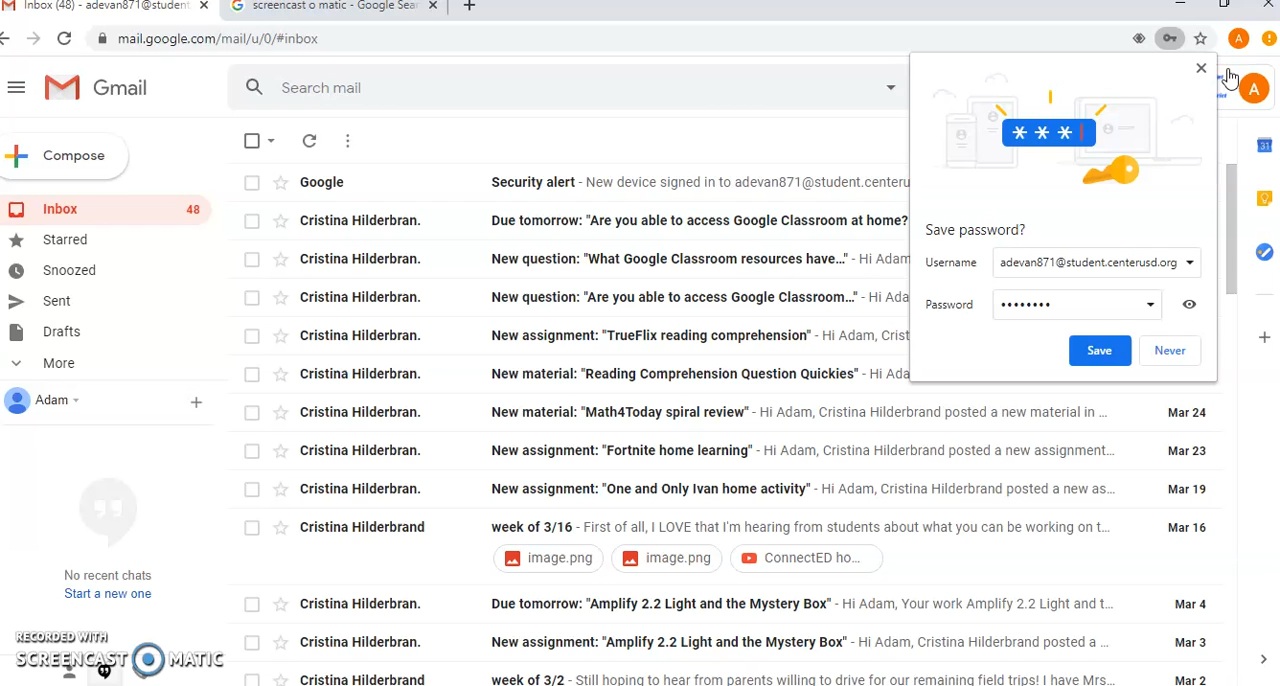 Inbox (48) - adevan871@student
screencast o matic - Google Sear
mail.google.com/mail/u/0/#inbox
A
Gmail
Search mail
A
Compose
Inbox 48
Starred
Snoozed
Sent
Drafts
More
Adam
No recent chats
Start a new one
Google Security alert - New device signed in to adevan871@student.centeru
Cristina Hilderbran. Due tomorrow: "Are you able to access Google Classroom at home?
Cristina Hilderbran. New question: "What Google Classroom resources have…" - Hi Adam
Cristina Hilderbran. New question: "Are you able to access Google Classroom…" - Hi Adam
Cristina Hilderbran. New assignment: "TrueFlix reading comprehension" - Hi Adam, Crist
Cristina Hilderbran. New material: "Reading Comprehension Question Quickies" - Hi Ada
Cristina Hilderbran. New material: "Math4Today spiral review" - Hi Adam, Cristina Hilderbrand posted a new material in … Mar 24
Cristina Hilderbran. New assignment: "Fortnite home learning" - Hi Adam, Cristina Hilderbrand posted a new assignment… Mar 23
Cristina Hilderbran. New assignment: "One and Only Ivan home activity" - Hi Adam, Cristina Hilderbrand posted a new as… Mar 19
Cristina Hilderbrand week of 3/16 - First of all, I LOVE that I'm hearing from students about what you can be working on t… Mar 16
image.png image.png ConnectED ho…
Cristina Hilderbran. Due tomorrow: "Amplify 2.2 Light and the Mystery Box" - Hi Adam, Your work Amplify 2.2 Light and t… Mar 4
Cristina Hilderbran. New assignment: "Amplify 2.2 Light and the Mystery Box" - Hi Adam, Cristina Hilderbrand posted a … Mar 3
Cristina Hilderbrand week of 3/2 - Still hoping to hear from parents willing to drive for our remaining field trips! I have Mrs… Mar 2
* * *
Save password?
Username adevan871@student.centerusd.org
Password ••••••••
Save Never
31
RECORDED WITH
SCREENCAST MATIC